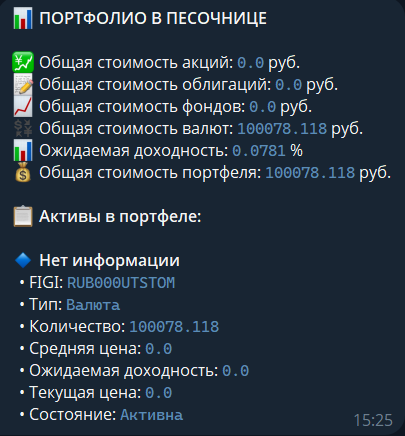 📊 ПОРТФОЛИО В ПЕСОЧНИЦЕ
💹 Общая стоимость акций: 0.0 руб.
📝 Общая стоимость облигаций: 0.0 руб.
📈 Общая стоимость фондов: 0.0 руб.
💱 Общая стоимость валют: 100078.118 руб.
📊 Ожидаемая доходность: 0.0781 %
💰 Общая стоимость портфеля: 100078.118 руб.
📋 Активы в портфеле:
🔹 Нет информации
• FIGI: RUB000UTSTOM
• Тип: Валюта
• Количество: 100078.118
• Средняя цена: 0.0
• Ожидаемая доходность: 0.0
• Текущая цена: 0.0
• Состояние: Активна
15:25